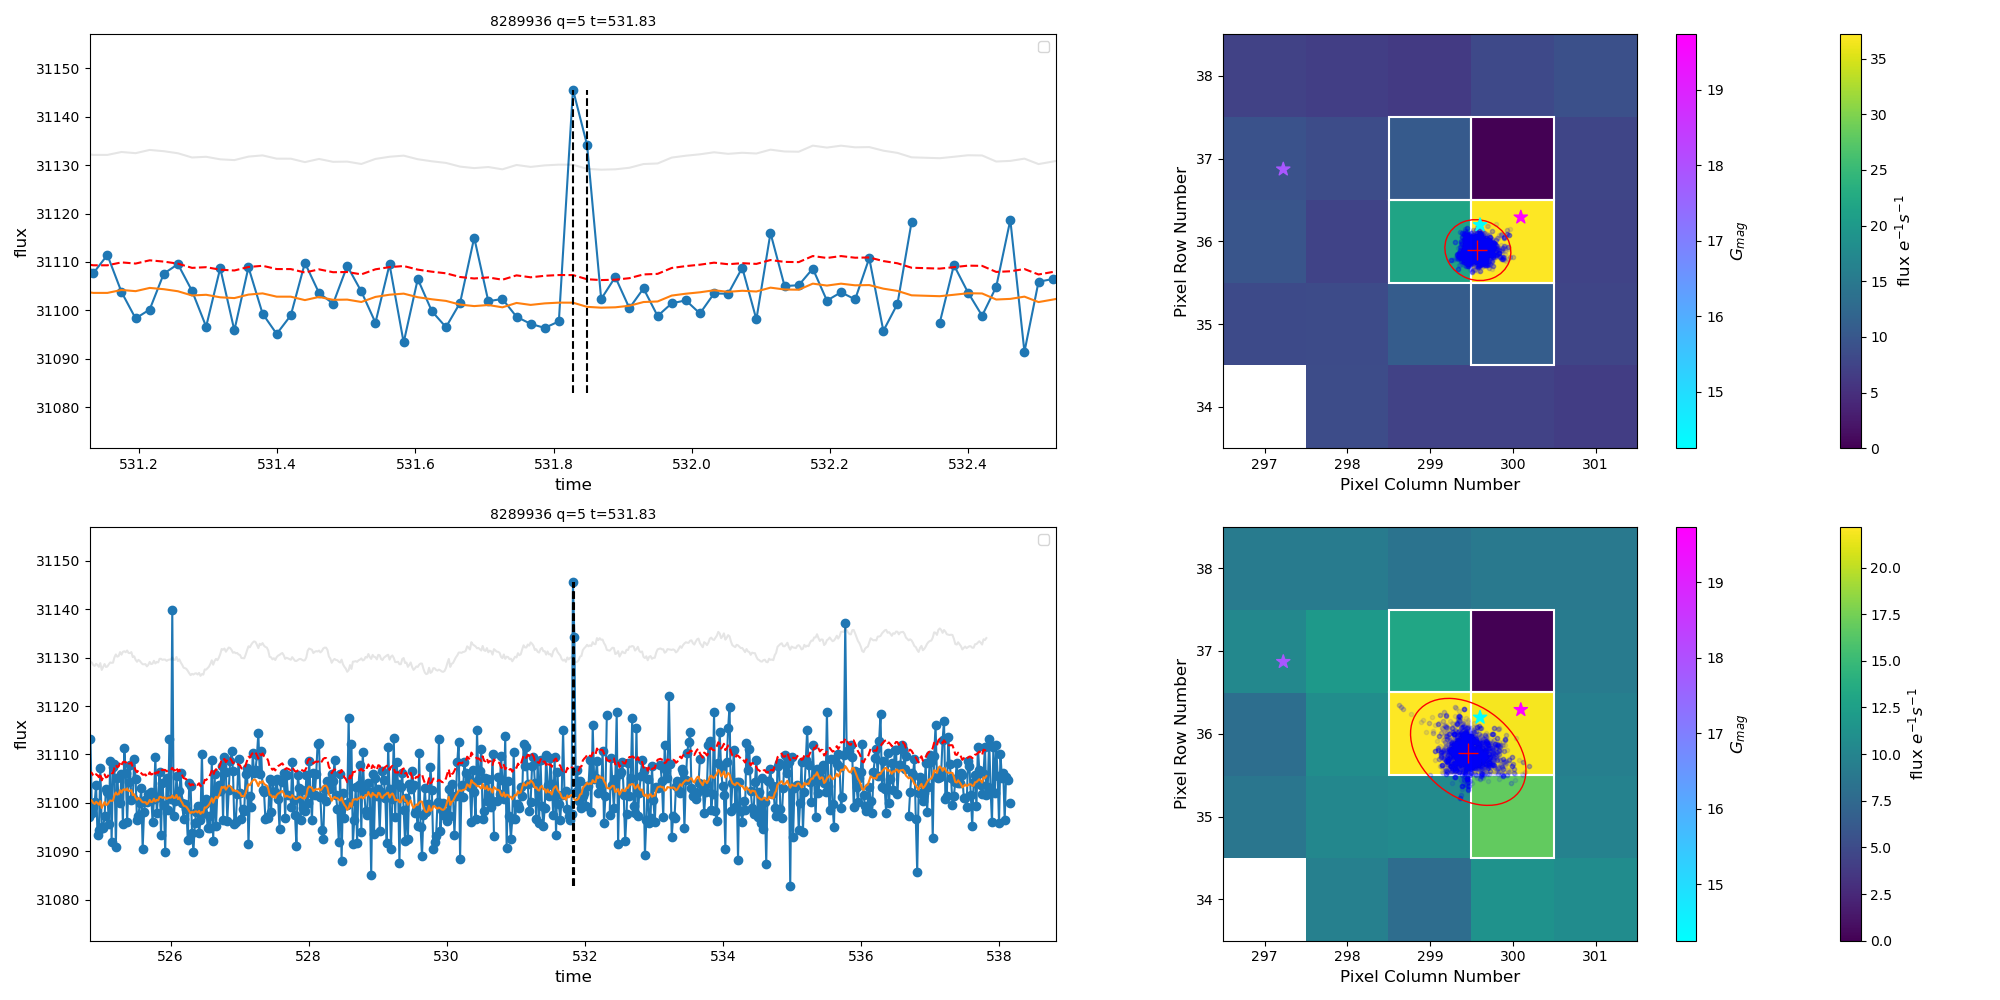 8289936 q=5 t=531.83
flux
31150
31140
31130
31120
31110
31100
31090
31080
531.2 531.4 531.6 531.8 532.0 532.2 532.4
time
Pixel Row Number
38
37
36
35
34
297 298 299 300 301
Pixel Column Number
19
18
17
16
15
G_mag
35
30
25
20
15
10
5
0
flux e⁻¹s⁻¹
8289936 q=5 t=531.83
flux
31150
31140
31130
31120
31110
31100
31090
31080
526 528 530 532 534 536 538
time
Pixel Row Number
38
37
36
35
34
297 298 299 300 301
Pixel Column Number
19
18
17
16
15
G_mag
20.0
17.5
15.0
12.5
10.0
7.5
5.0
2.5
0.0
flux e⁻¹s⁻¹